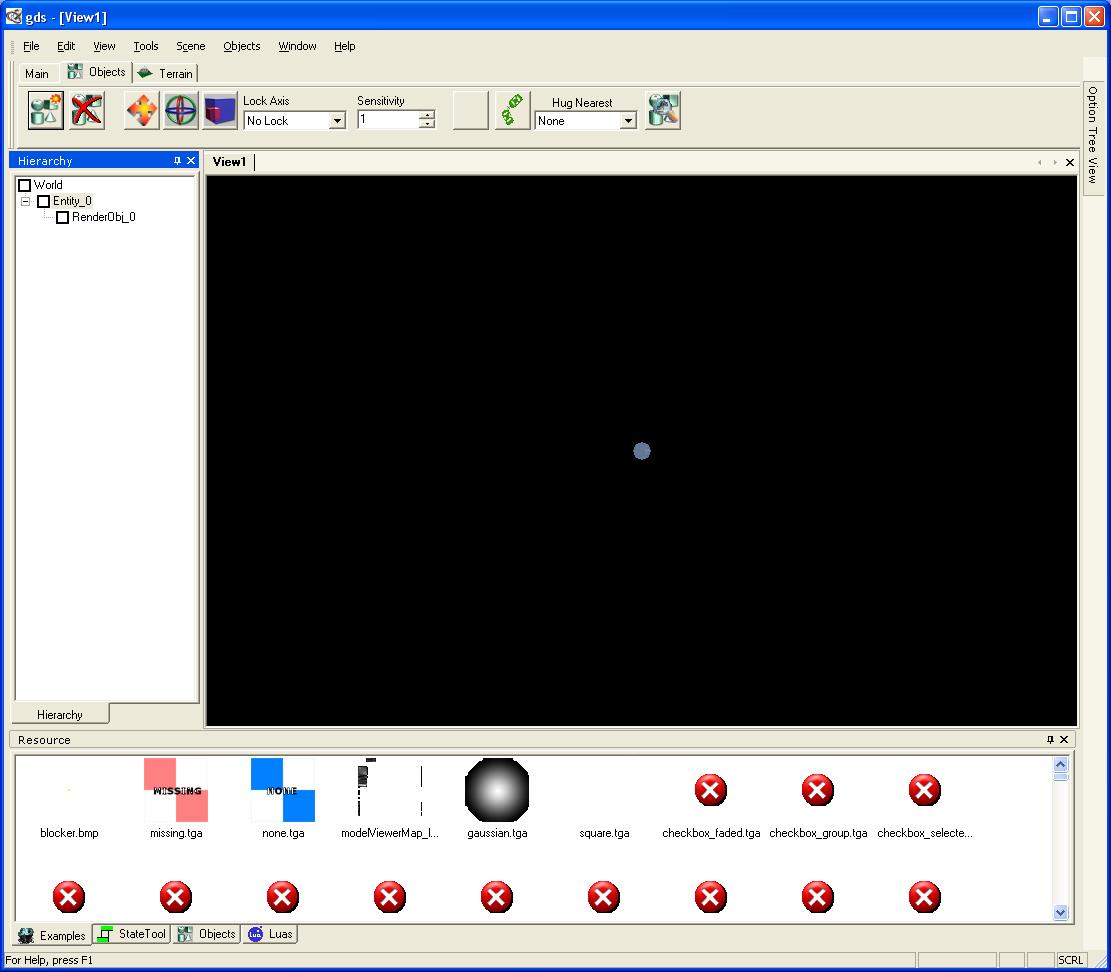 gds - [View1]
File Edit View Tools Scene Objects Window Help
Main Objects Terrain
Lock Axis Sensitivity Hug Nearest
No Lock 1 None
Option Tree View
Hierarchy
View1
World
Entity_0
RenderObj_0
Hierarchy
Resource
MISSING NONE
blocker.bmp missing.tga none.tga modelViewerMap_l... gaussian.tga square.tga checkbox_faded.tga checkbox_group.tga checkbox_selecte...
Examples StateTool Objects Lua Luas
For Help, press F1 SCRL